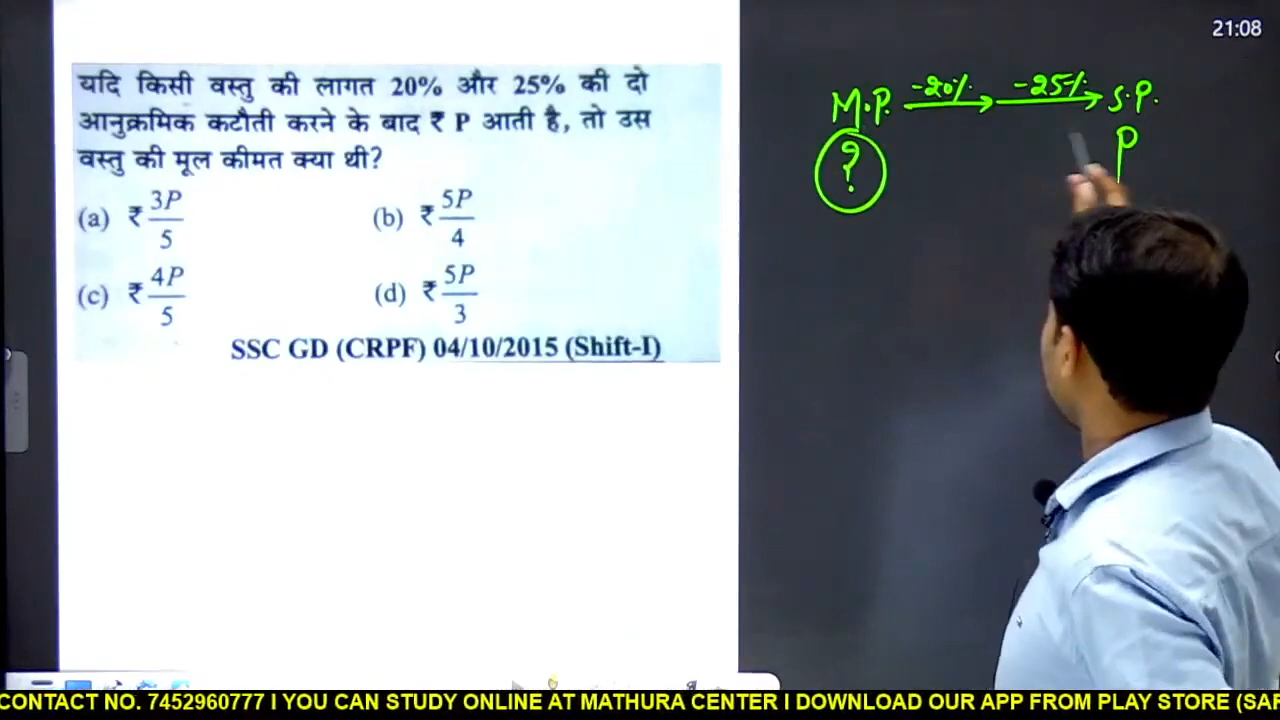 21:08
यदि किसी वस्तु की लागत 20% और 25% की दो
आनुक्रमिक कटौती करने के बाद ₹ P आती है, तो उस
वस्तु की मूल कीमत क्या थी?
(a) ₹ 3P/5
(b) ₹ 5P/4
(c) ₹ 4P/5
(d) ₹ 5P/3
SSC GD (CRPF) 04/10/2015 (Shift-I)
M.P. -20% -25% S.P.
? P
CONTACT NO. 7452960777 I YOU CAN STUDY ONLINE AT MATHURA CENTER I DOWNLOAD OUR APP FROM PLAY STORE (SAF